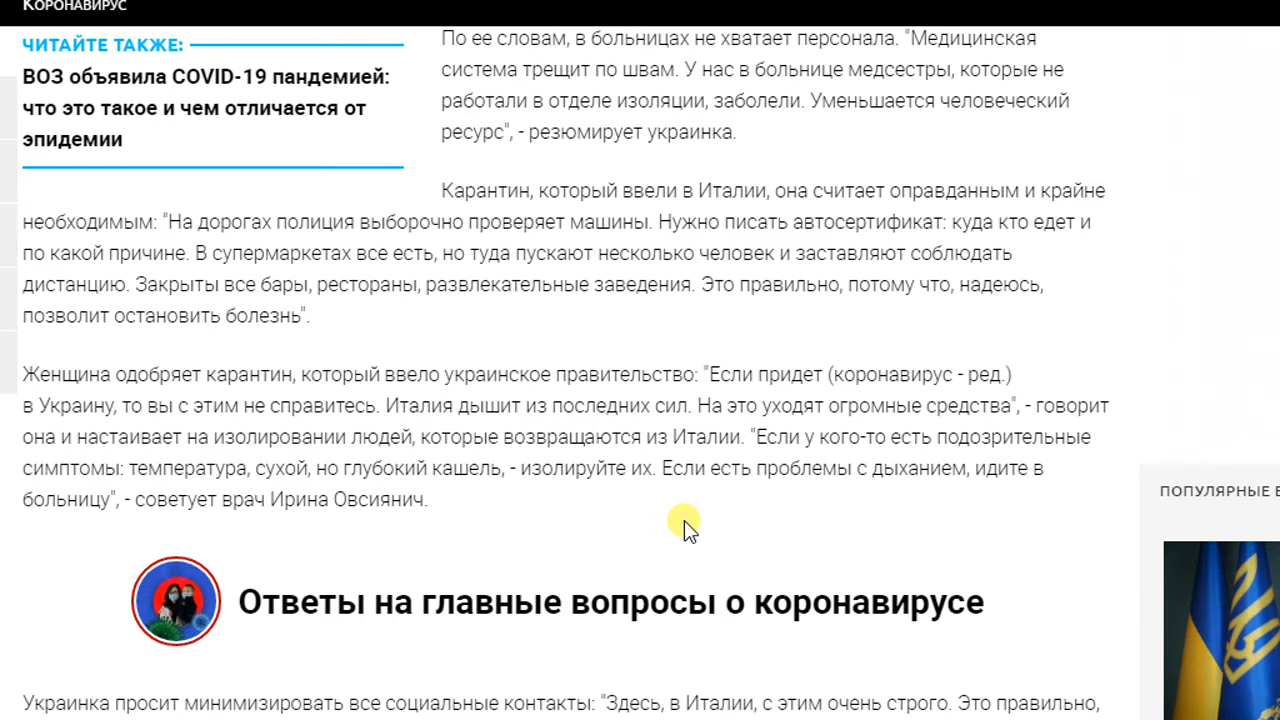 Коронавирус
ЧИТАЙТЕ ТАКЖЕ:
ВОЗ объявила COVID-19 пандемией:
что это такое и чем отличается от
эпидемии
По ее словам, в больницах не хватает персонала. "Медицинская
система трещит по швам. У нас в больнице медсестры, которые не
работали в отделе изоляции, заболели. Уменьшается человеческий
ресурс", - резюмирует украинка.
Карантин, который ввели в Италии, она считает оправданным и крайне
необходимым: "На дорогах полиция выборочно проверяет машины. Нужно писать автосертификат: куда кто едет и
по какой причине. В супермаркетах все есть, но туда пускают несколько человек и заставляют соблюдать
дистанцию. Закрыты все бары, рестораны, развлекательные заведения. Это правильно, потому что, надеюсь,
позволит остановить болезнь".
Женщина одобряет карантин, который ввело украинское правительство: "Если придет (коронавирус - ред.)
в Украину, то вы с этим не справитесь. Италия дышит из последних сил. На это уходят огромные средства", - говорит
она и настаивает на изолировании людей, которые возвращаются из Италии. "Если у кого-то есть подозрительные
симптомы: температура, сухой, но глубокий кашель, - изолируйте их. Если есть проблемы с дыханием, идите в
больницу", - советует врач Ирина Овсиянич.
ПОПУЛЯРНЫЕ
Ответы на главные вопросы о коронавирусе
Украинка просит минимизировать все социальные контакты: "Здесь, в Италии, с этим очень строго. Это правильно,